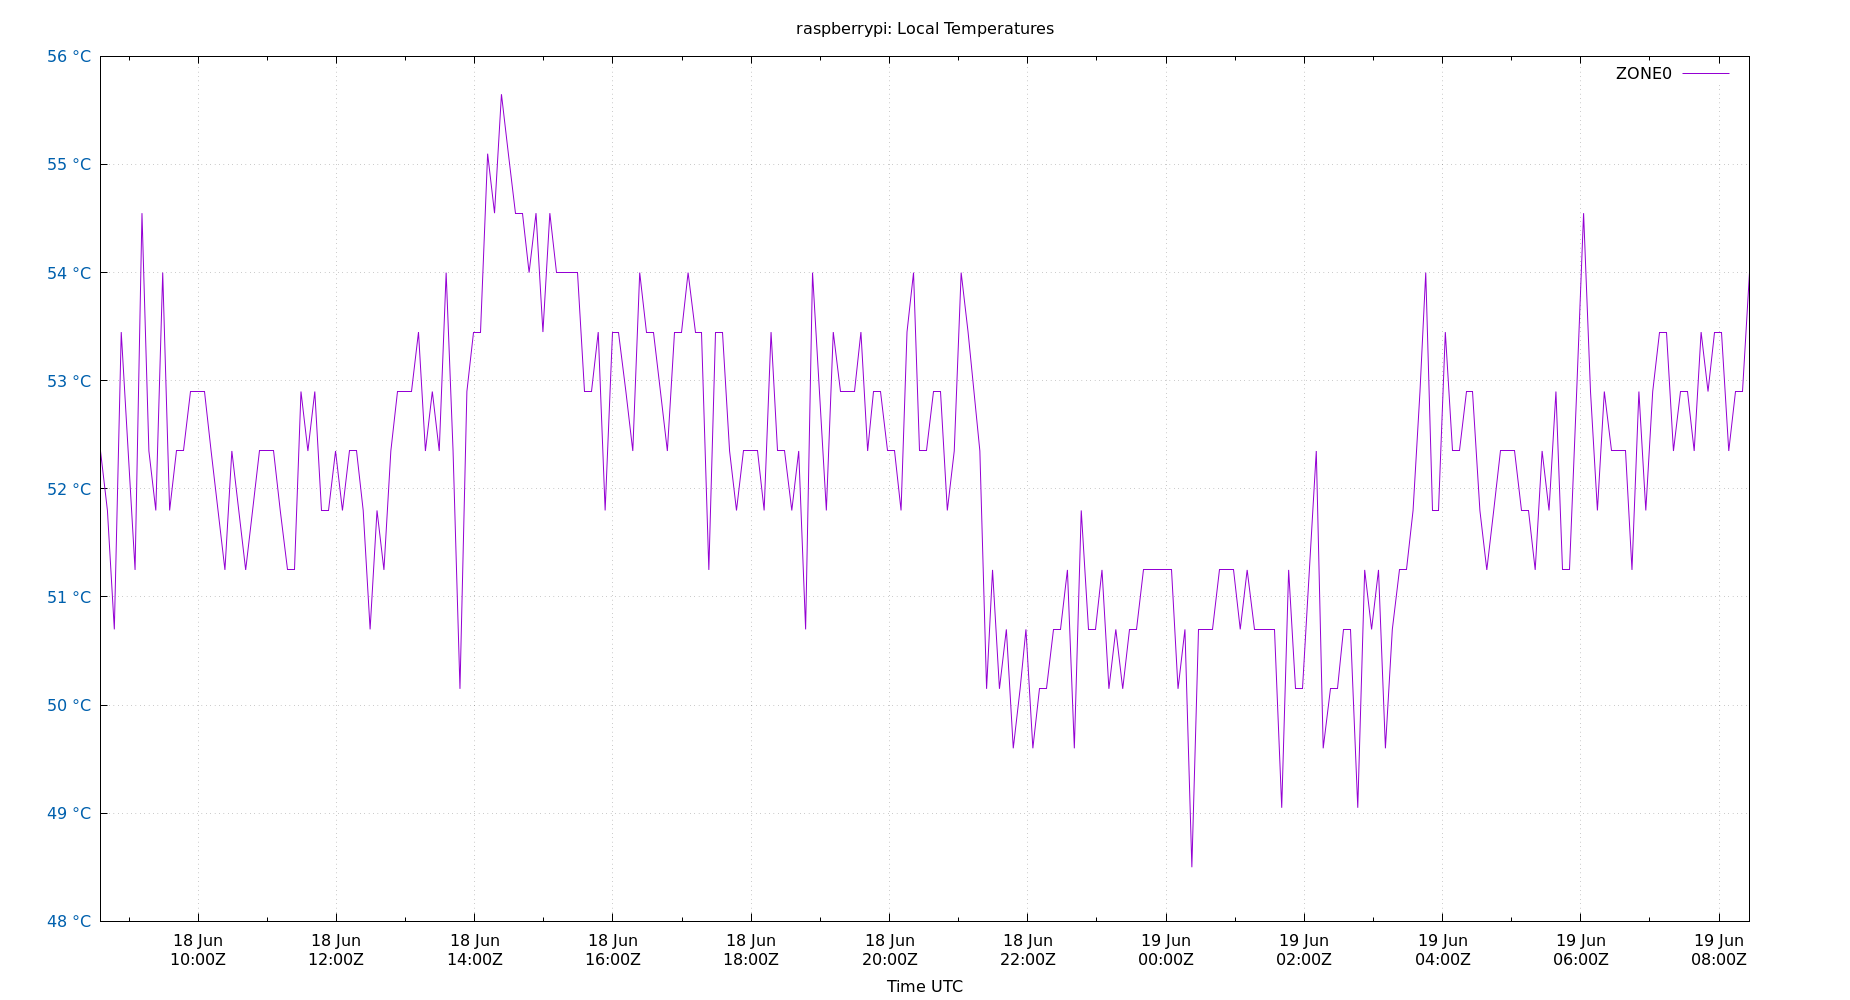 raspberrypi: Local Temperatures
56 °C
ZONE0
55 °C
54 °C
53 °C
52 °C
51 °C
50 °C
49 °C
48 °C
18 Jun 18 Jun 18 Jun 18 Jun 18 Jun 18 Jun 18 Jun 19 Jun 19 Jun 19 Jun 19 Jun 19 Jun
10:00Z 12:00Z 14:00Z 16:00Z 18:00Z 20:00Z 22:00Z 00:00Z 02:00Z 04:00Z 06:00Z 08:00Z
Time UTC